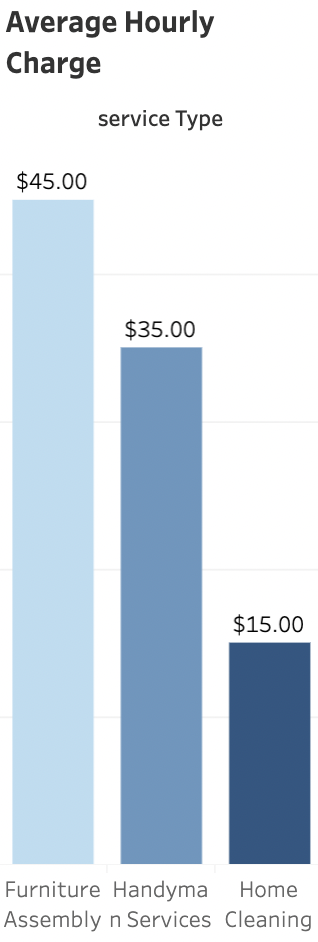 Average Hourly
Charge
service Type
$45.00
$35.00
$15.00
Furniture Handyma Home
Assembly n Services Cleaning